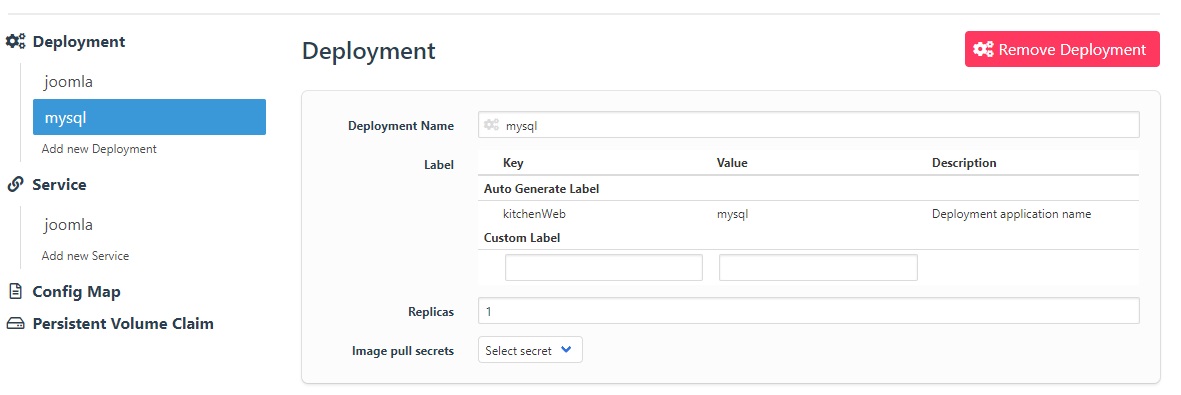 Deployment
joomla
mysql
Add new Deployment
Service
joomla
Add new Service
Config Map
Persistent Volume Claim
Deployment
Remove Deployment
Deployment Name mysql
Label Key Value Description
Auto Generate Label
kitchenWeb mysql Deployment application name
Custom Label
Replicas 1
Image pull secrets Select secret